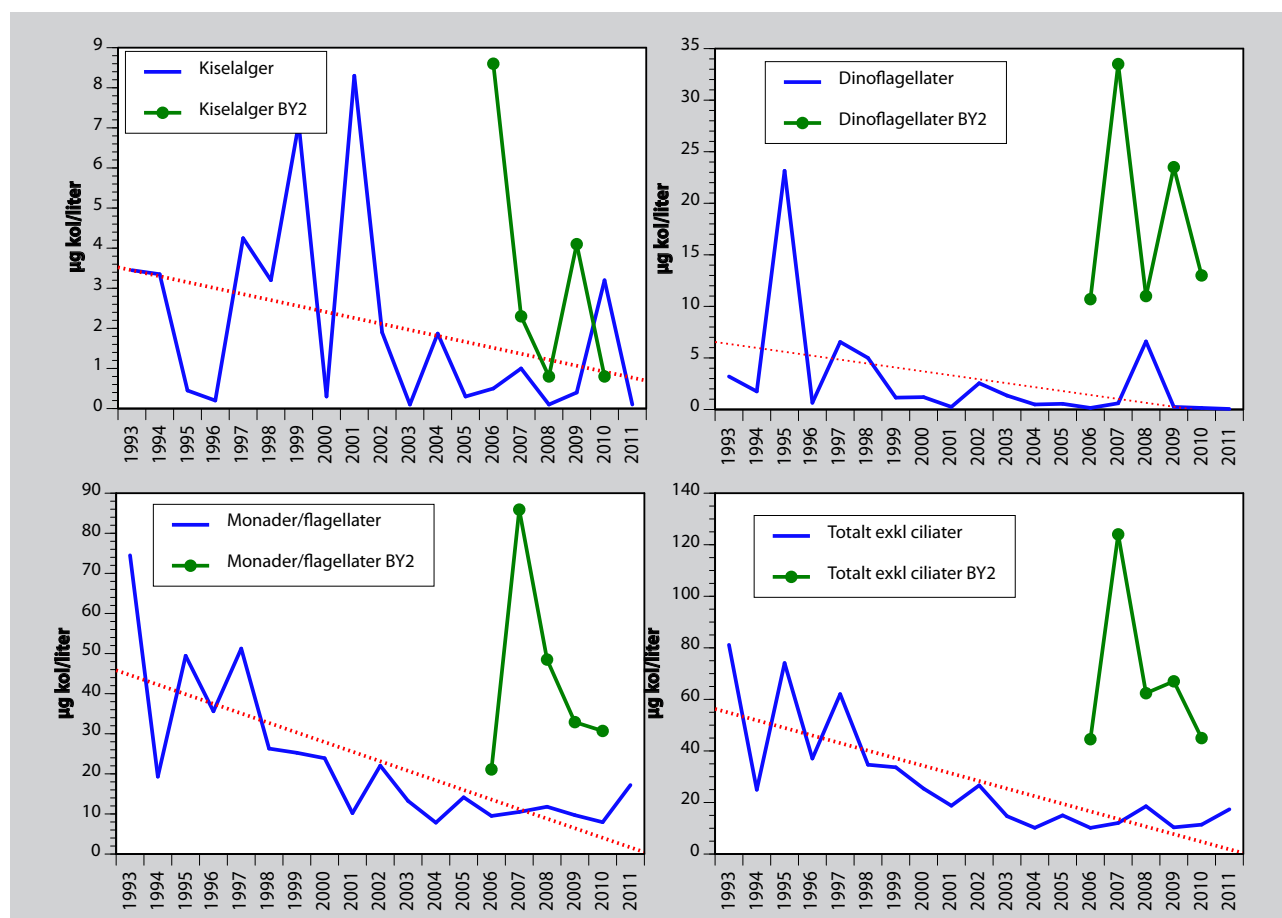 9
8
7
6
5
4
3
2
1
0
µg kol/liter
Kiselalger
Kiselalger BY2
1993 1994 1995 1996 1997 1998 1999 2000 2001 2002 2003 2004 2005 2006 2007 2008 2009 2010 2011
35
30
25
20
15
10
5
0
µg kol/liter
Dinoflagellater
Dinoflagellater BY2
1993 1994 1995 1996 1997 1998 1999 2000 2001 2002 2003 2004 2005 2006 2007 2008 2009 2010 2011
90
80
70
60
50
40
30
20
10
0
µg kol/liter
Monader/flagellater
Monader/flagellater BY2
1993 1994 1995 1996 1997 1998 1999 2000 2001 2002 2003 2004 2005 2006 2007 2008 2009 2010 2011
140
120
100
80
60
40
20
0
µg kol/liter
Totalt exkl ciliater
Totalt exkl ciliater BY2
1993 1994 1995 1996 1997 1998 1999 2000 2001 2002 2003 2004 2005 2006 2007 2008 2009 2010 2011